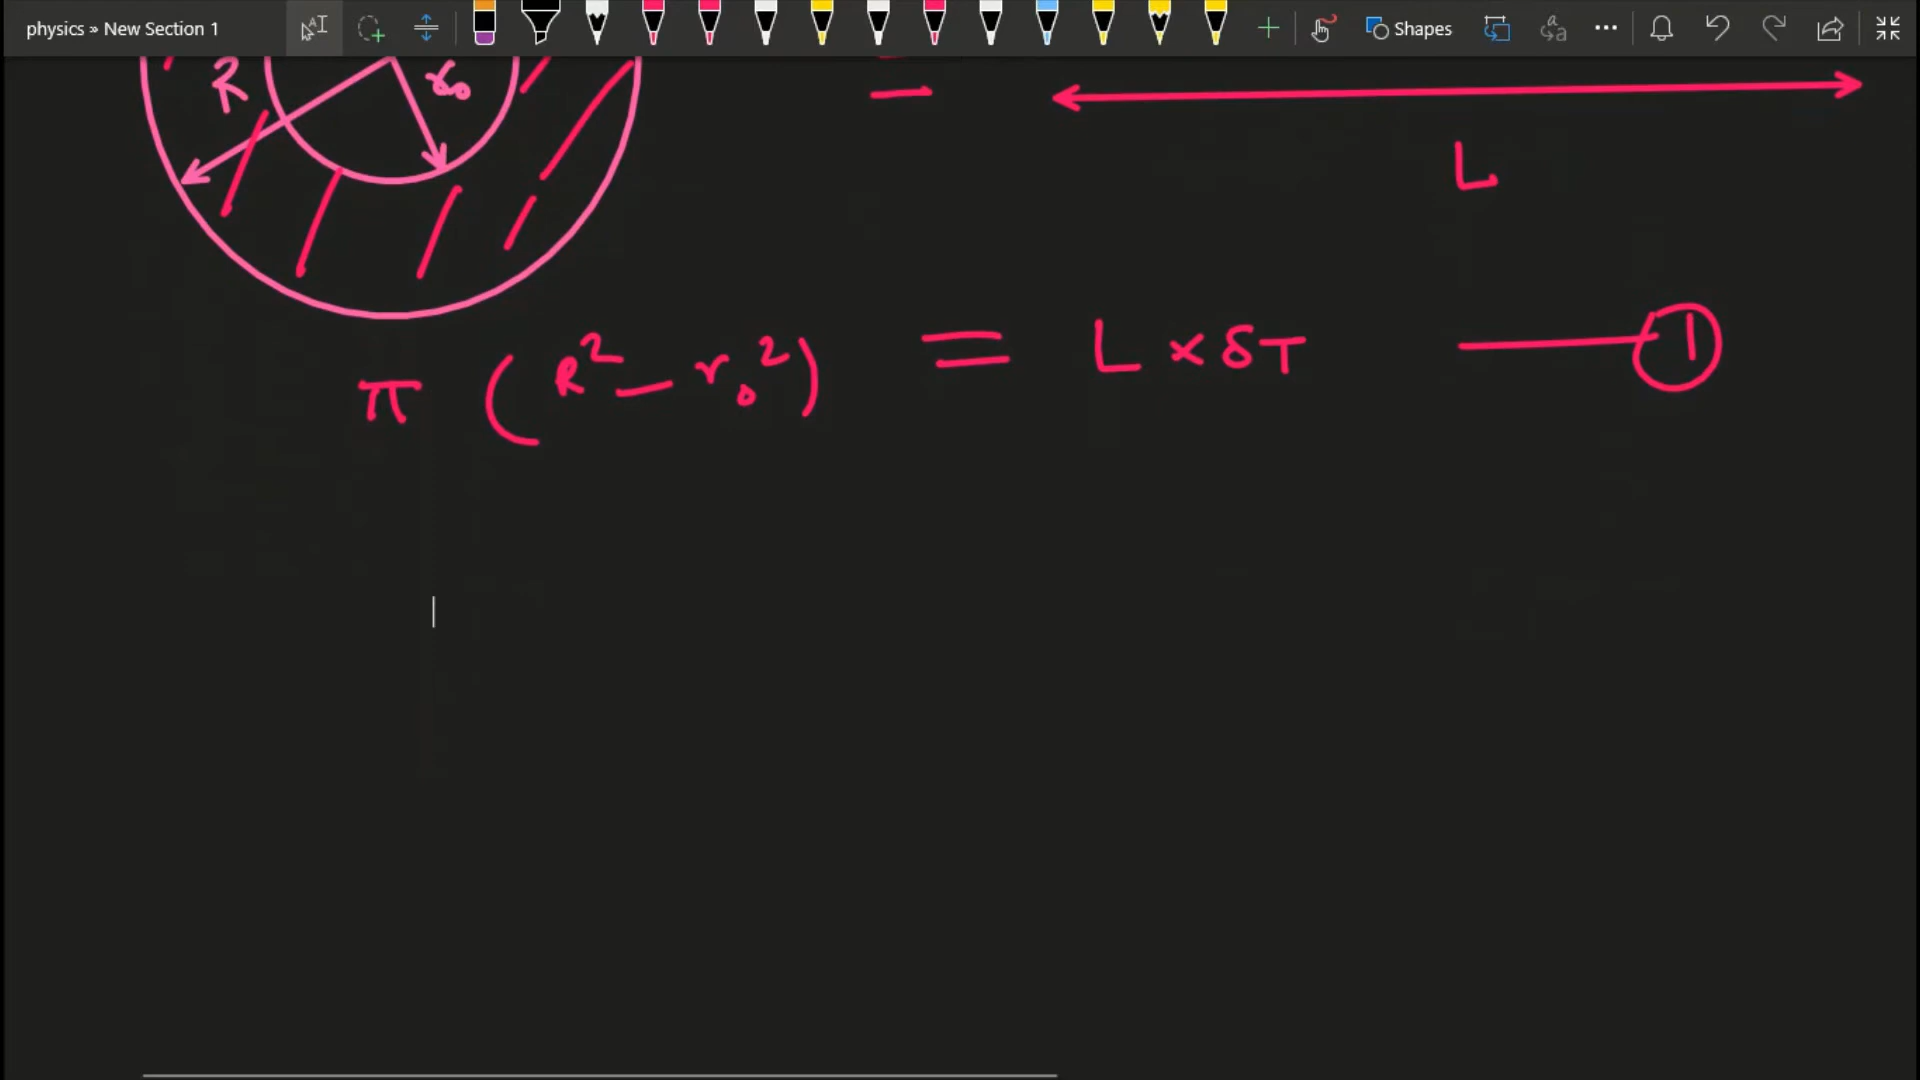 physics » New Section 1
Shapes
R
r₀
L
π (R² – r₀²) = L × δT —— ①